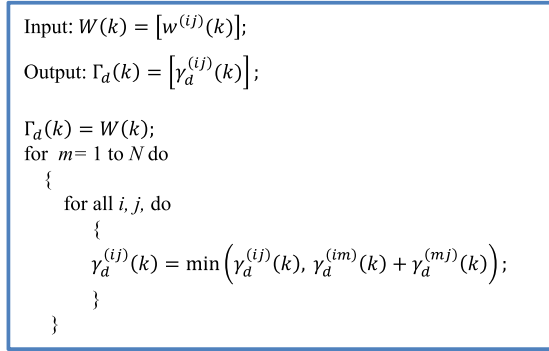 Input: W(k) = [w^{(ij)}(k)];
Output: Γ_d(k) = [γ_d^{(ij)}(k)];
Γ_d(k) = W(k);
for m= 1 to N do
{
for all i, j, do
{
γ_d^{(ij)}(k) = min(γ_d^{(ij)}(k), γ_d^{(im)}(k) + γ_d^{(mj)}(k));
}
}